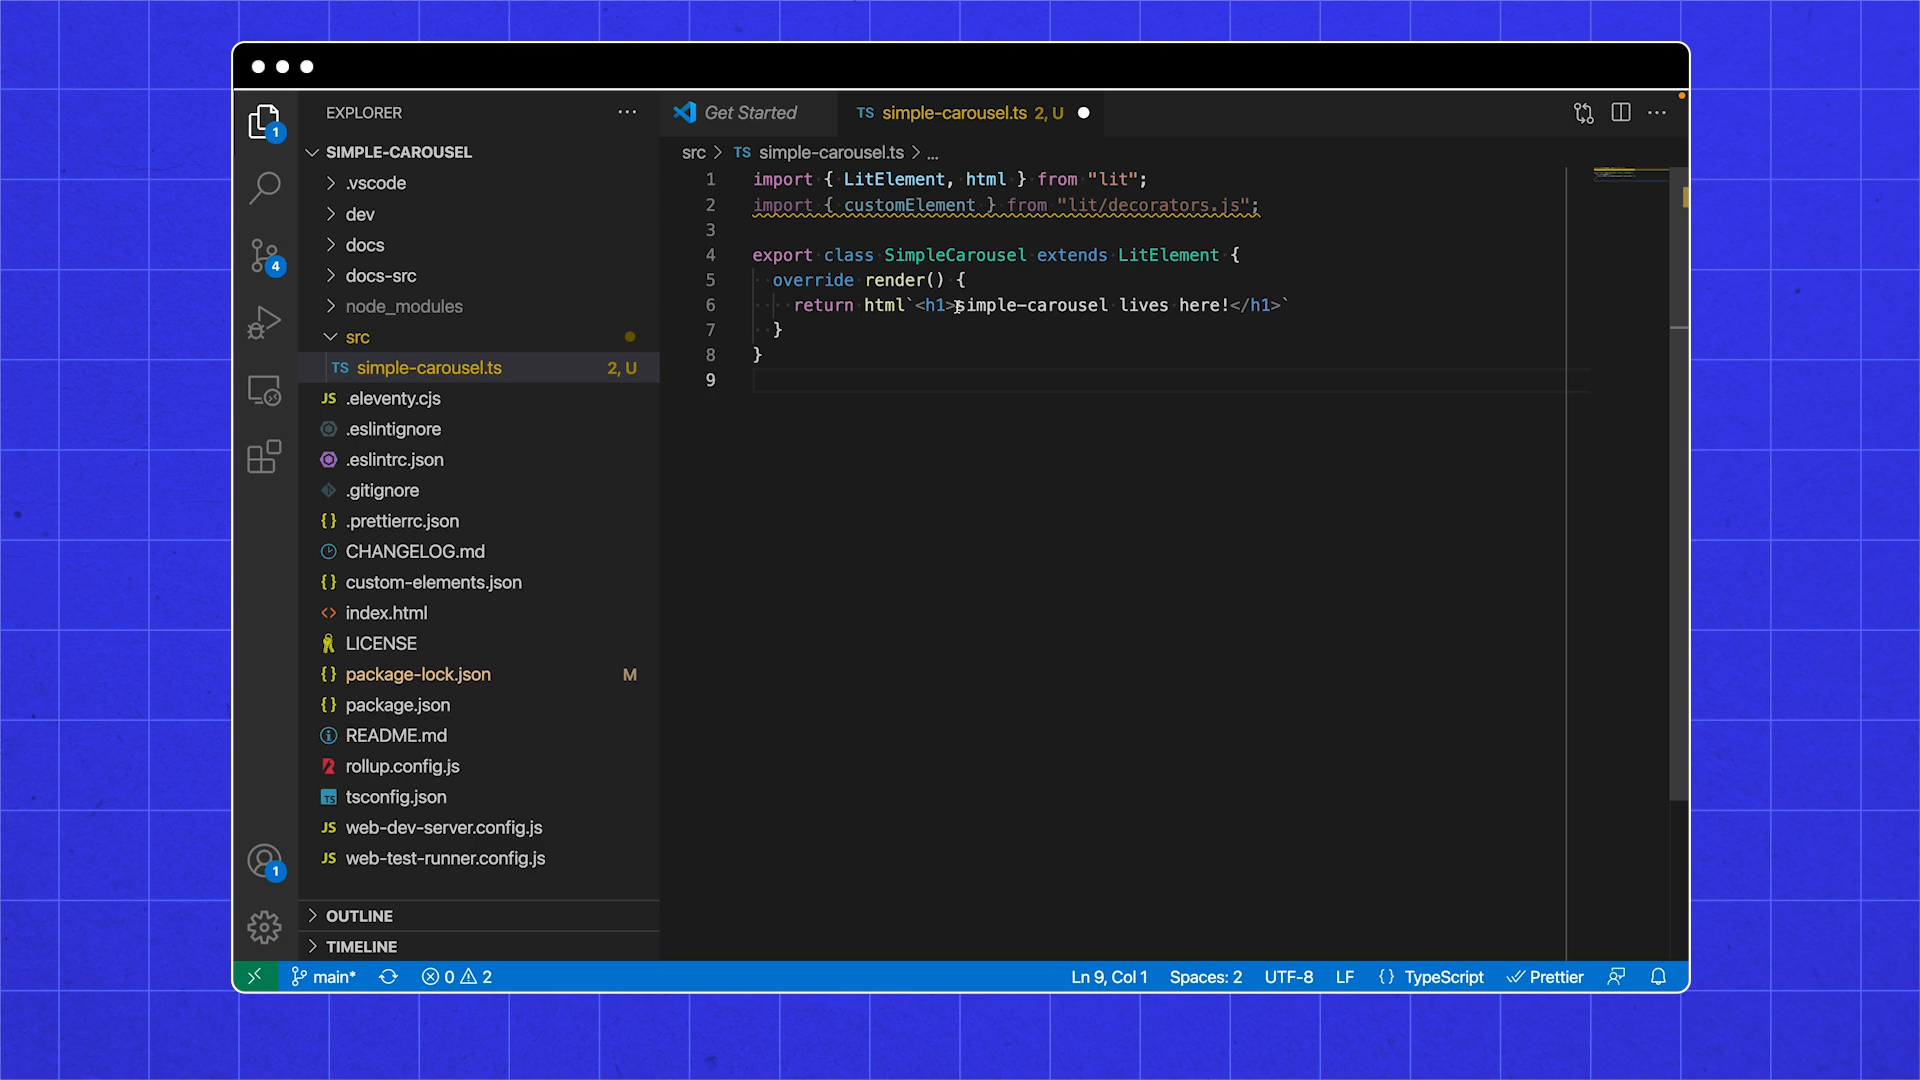 EXPLORER
SIMPLE-CAROUSEL
.vscode
dev
docs
docs-src
node_modules
src
TS simple-carousel.ts 2, U
JS .eleventy.cjs
.eslintignore
.eslintrc.json
.gitignore
{} .prettierrc.json
CHANGELOG.md
{} custom-elements.json
<> index.html
LICENSE
{} package-lock.json M
{} package.json
README.md
rollup.config.js
TS tsconfig.json
JS web-dev-server.config.js
JS web-test-runner.config.js
OUTLINE
TIMELINE
1
4
1
Get Started
TS simple-carousel.ts 2, U
src > TS simple-carousel.ts > ...
1 import { LitElement, html } from "lit";
2 import { customElement } from "lit/decorators.js";
3
4 export class SimpleCarousel extends LitElement {
5 override render() {
6 return html`<h1>simple-carousel lives here!</h1>`
7 }
8 }
9
main* 0 2
Ln 9, Col 1 Spaces: 2 UTF-8 LF {} TypeScript Prettier